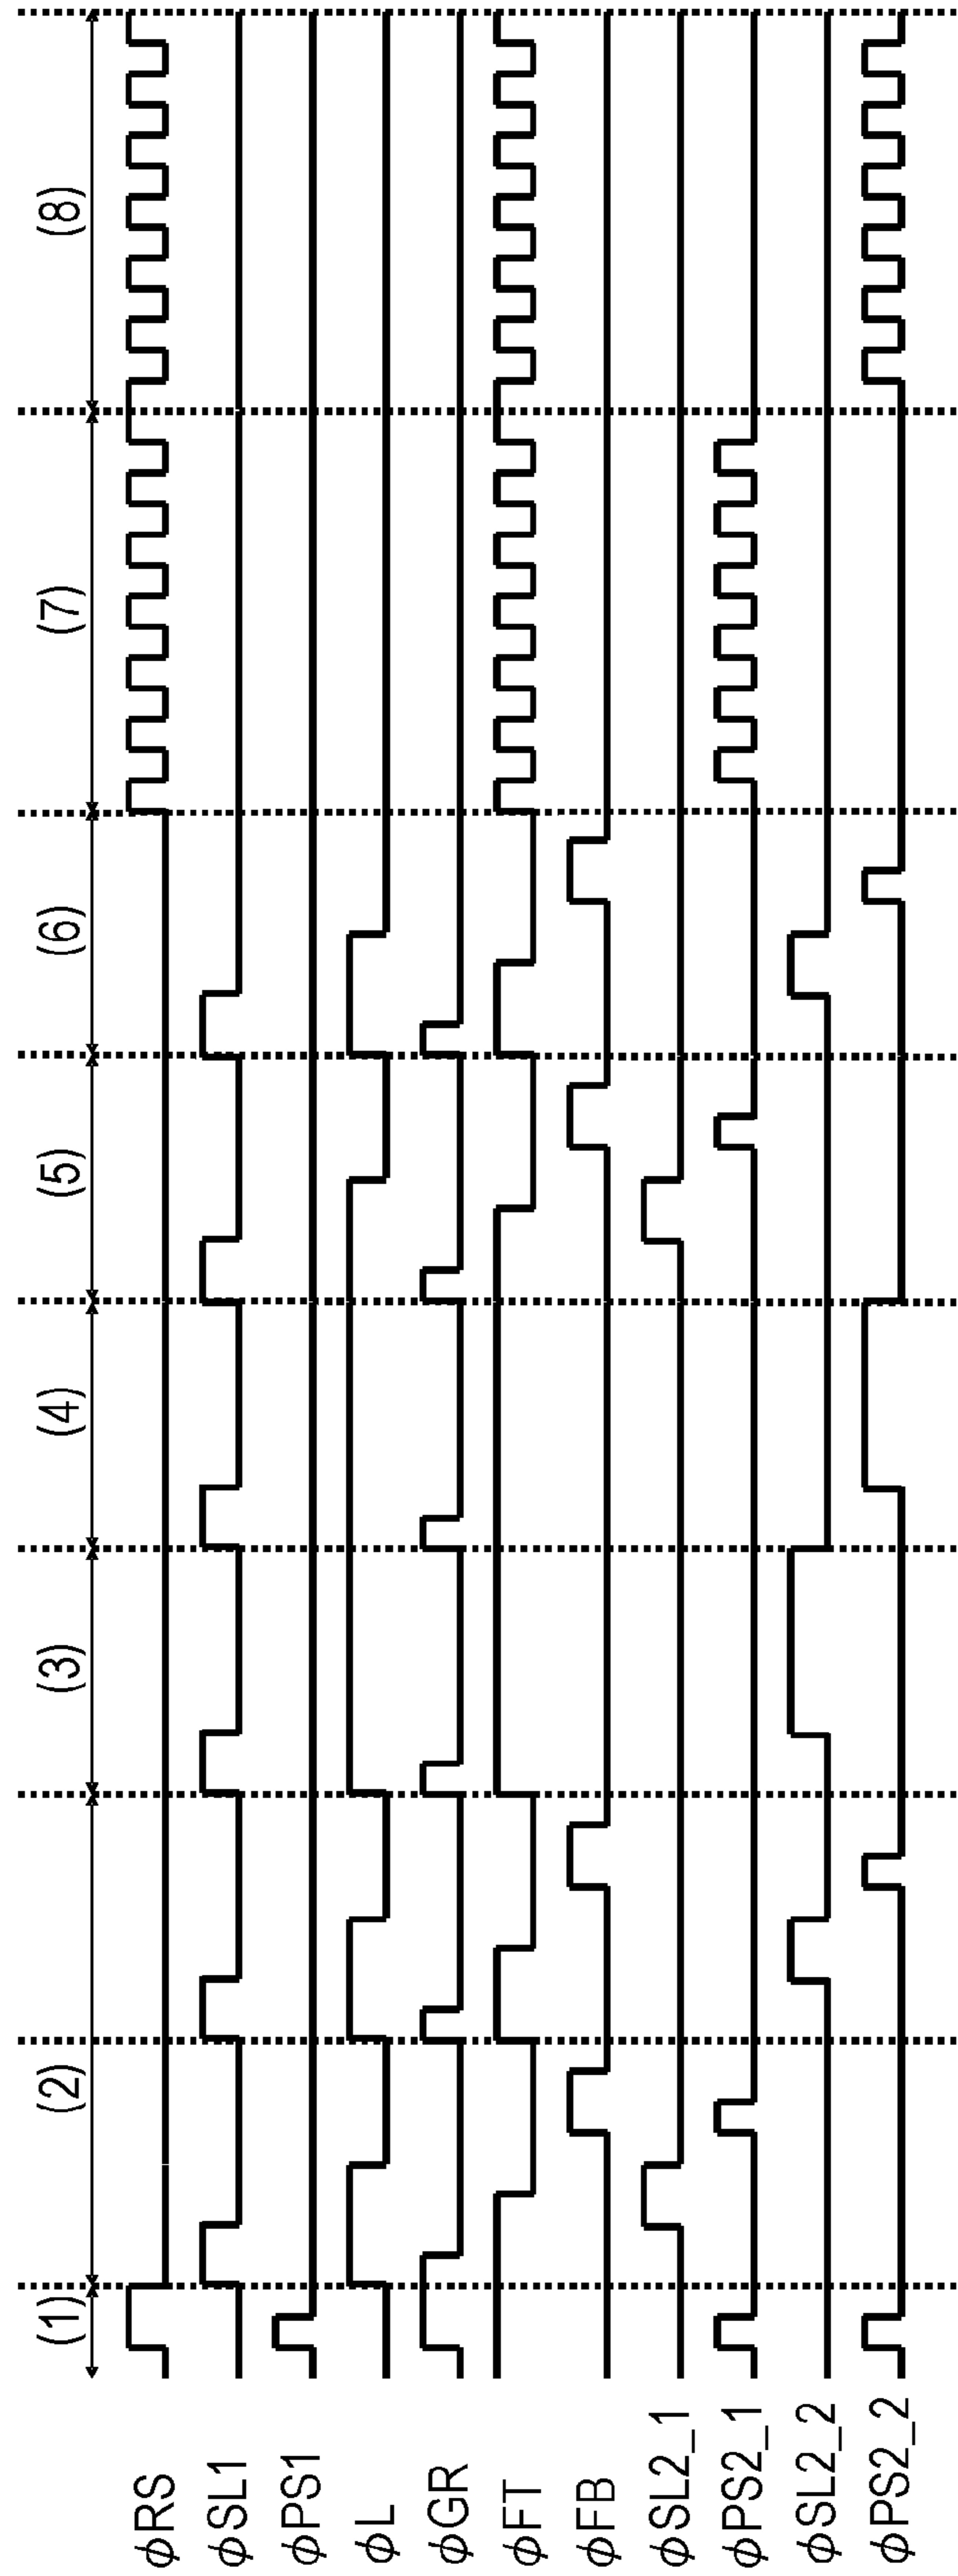 (1)
(2)
(3)
(4)
(5)
(6)
(7)
(8)
ϕRS
ϕSL1
ϕPS1
ϕL
ϕGR
ϕFT
ϕFB
ϕSL2_1
ϕPS2_1
ϕSL2_2
ϕPS2_2